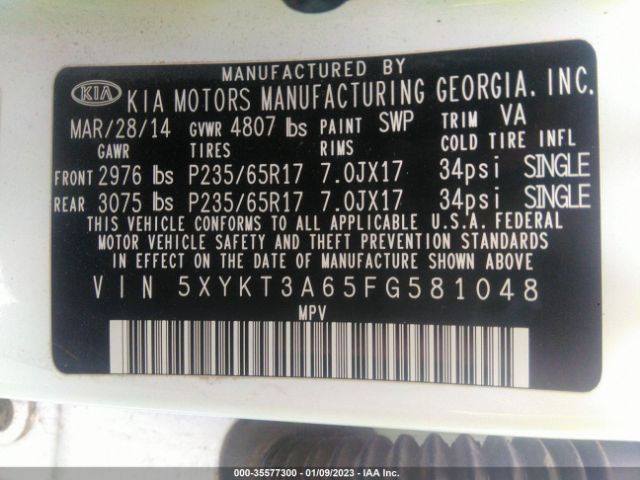 MANUFACTURED BY
KIA KIA MOTORS MANUFACTURING GEORGIA, INC.
MAR/28/14 GVWR 4807 lbs PAINT SWP TRIM VA
GAWR TIRES RIMS COLD TIRE INFL
FRONT 2976 lbs P235/65R17 7.0JX17 34psi SINGLE
REAR 3075 lbs P235/65R17 7.0JX17 34psi SINGLE
THIS VEHICLE CONFORMS TO ALL APPLICABLE U.S.A. FEDERAL
MOTOR VEHICLE SAFETY AND THEFT PREVENTION STANDARDS
IN EFFECT ON THE DATE OF MANUFACTURE SHOWN ABOVE.
VIN 5XYKT3A65FG581048
MPV
000-35577300 - 01/09/2023 - IAA Inc.